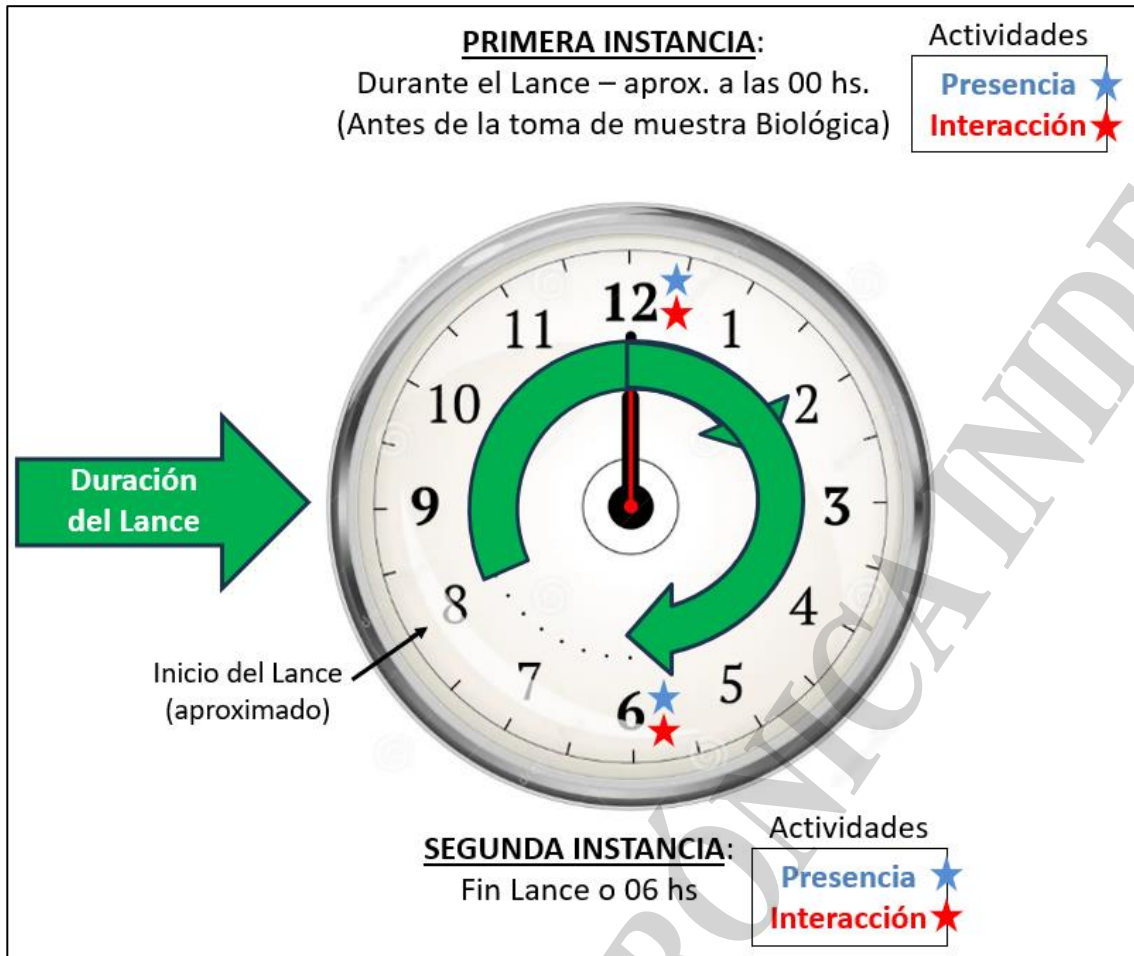 PRIMERA INSTANCIA:
Durante el Lance – aprox. a las 00 hs.
(Antes de la toma de muestra Biológica)
Actividades
Presencia
Interacción
12
1
2
3
4
5
6
7
8
9
10
11
Duración
del Lance
Inicio del Lance
(aproximado)
SEGUNDA INSTANCIA:
Fin Lance o 06 hs
Actividades
Presencia
Interacción
RÓNICA INIDE